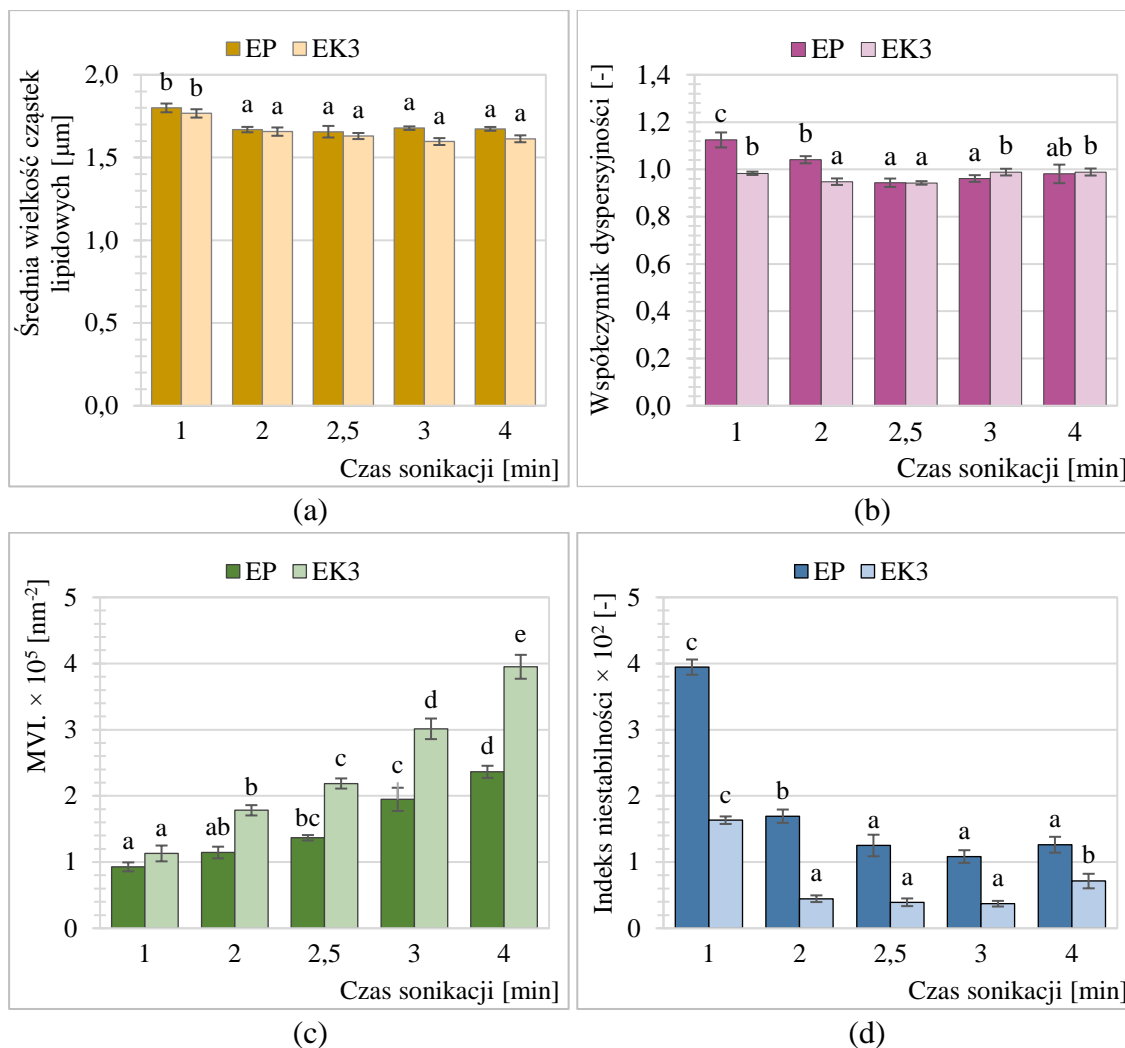 EP EK3
Średnia wielkość cząstek
lipidowych [µm]
2,0
1,5
1,0
0,5
0,0
b b a a a a a a a a
1 2 2,5 3 4
Czas sonikacji [min]
(a)
EP EK3
Współczynnik dyspersyjności [-]
1,4
1,2
1,0
0,8
0,6
0,4
0,2
0,0
c b b a a a a b ab b
1 2 2,5 3 4
Czas sonikacji [min]
(b)
EP EK3
MVI. × 10⁵ [nm⁻²]
5
4
3
2
1
0
a a ab b bc c c d d e
1 2 2,5 3 4
Czas sonikacji [min]
(c)
EP EK3
Indeks niestabilności × 10² [-]
5
4
3
2
1
0
c c b a a a a a a b
1 2 2,5 3 4
Czas sonikacji [min]
(d)